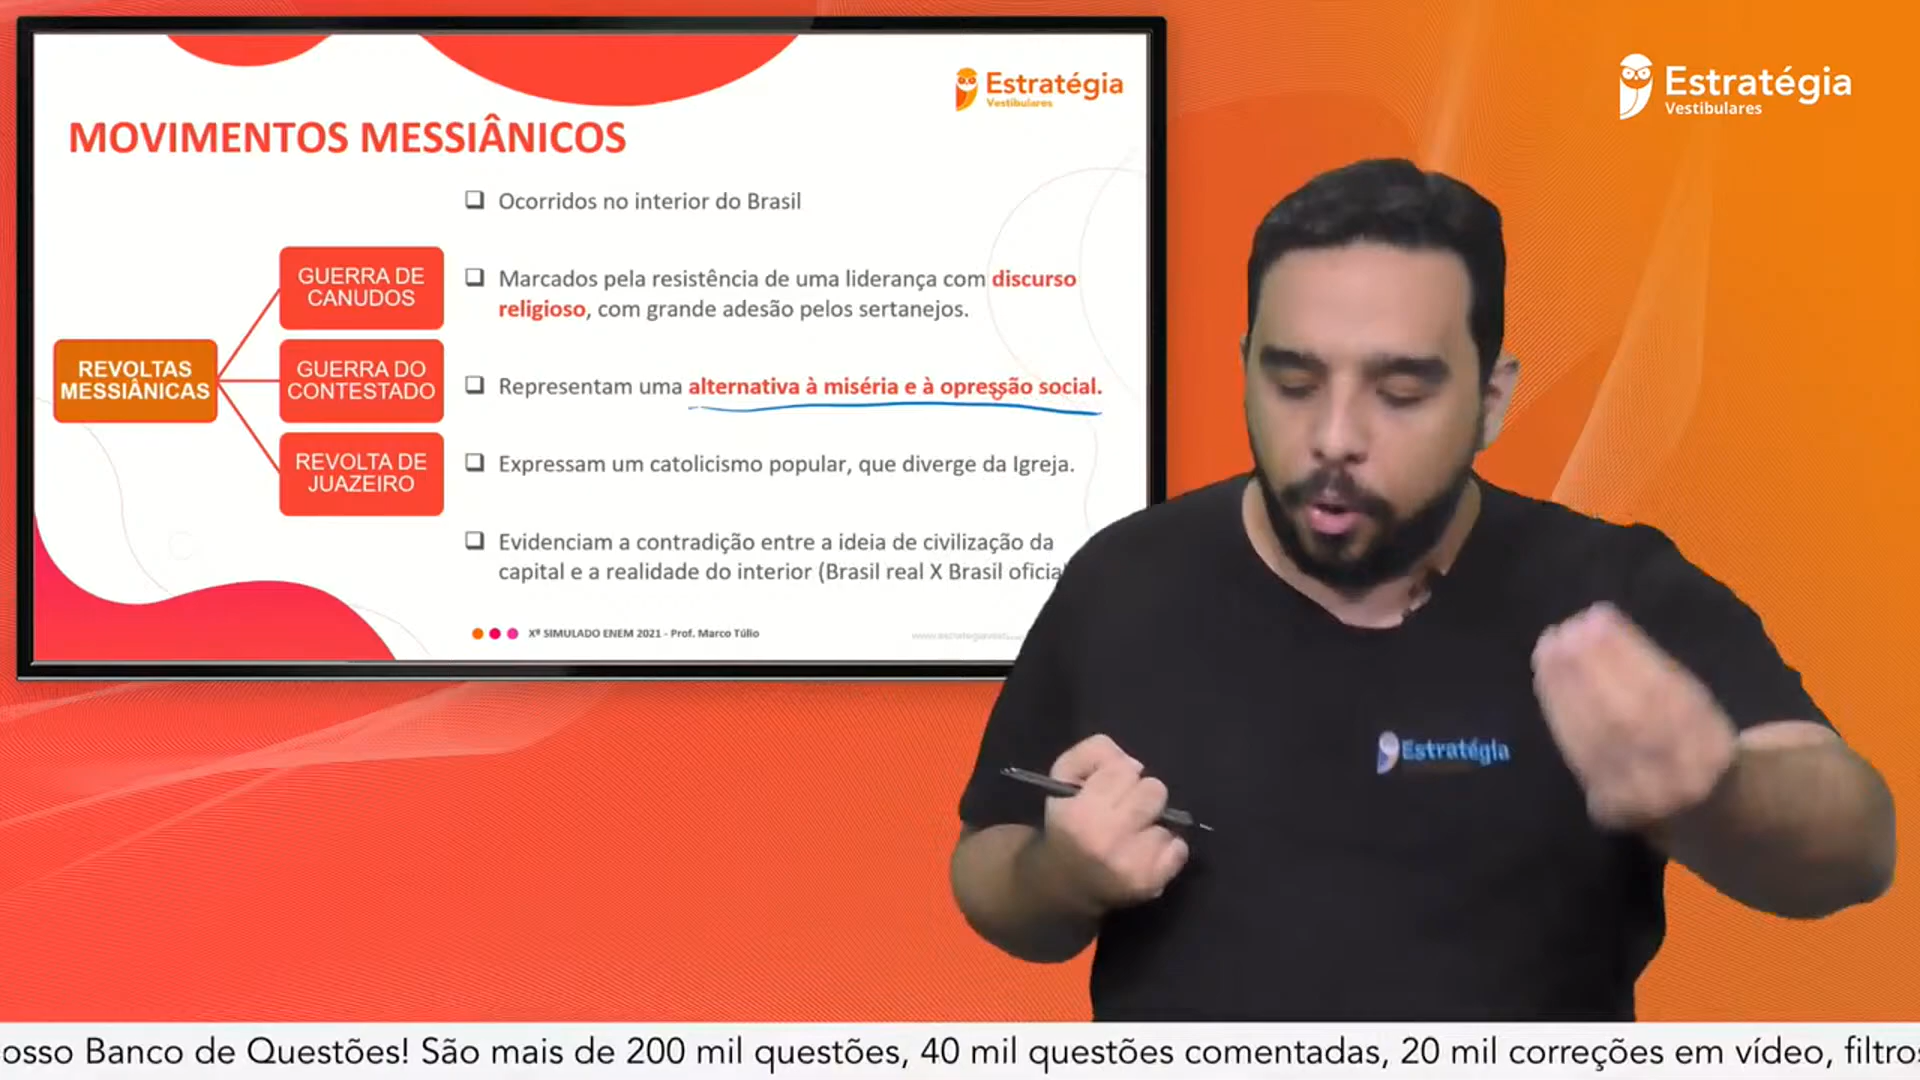 Estratégia
Vestibulares
Estratégia
Vestibulares
MOVIMENTOS MESSIÂNICOS
REVOLTAS
MESSIÂNICAS
GUERRA DE
CANUDOS
GUERRA DO
CONTESTADO
REVOLTA DE
JUAZEIRO
Ocorridos no interior do Brasil
Marcados pela resistência de uma liderança com discurso
religioso, com grande adesão pelos sertanejos.
Representam uma alternativa à miséria e à opressão social.
Expressam um catolicismo popular, que diverge da Igreja.
Evidenciam a contradição entre a ideia de civilização da
capital e a realidade do interior (Brasil real X Brasil oficial
Xº SIMULADO ENEM 2021 - Prof. Marco Túlio
Estratégia
osso Banco de Questões! São mais de 200 mil questões, 40 mil questões comentadas, 20 mil correções em vídeo, filtros